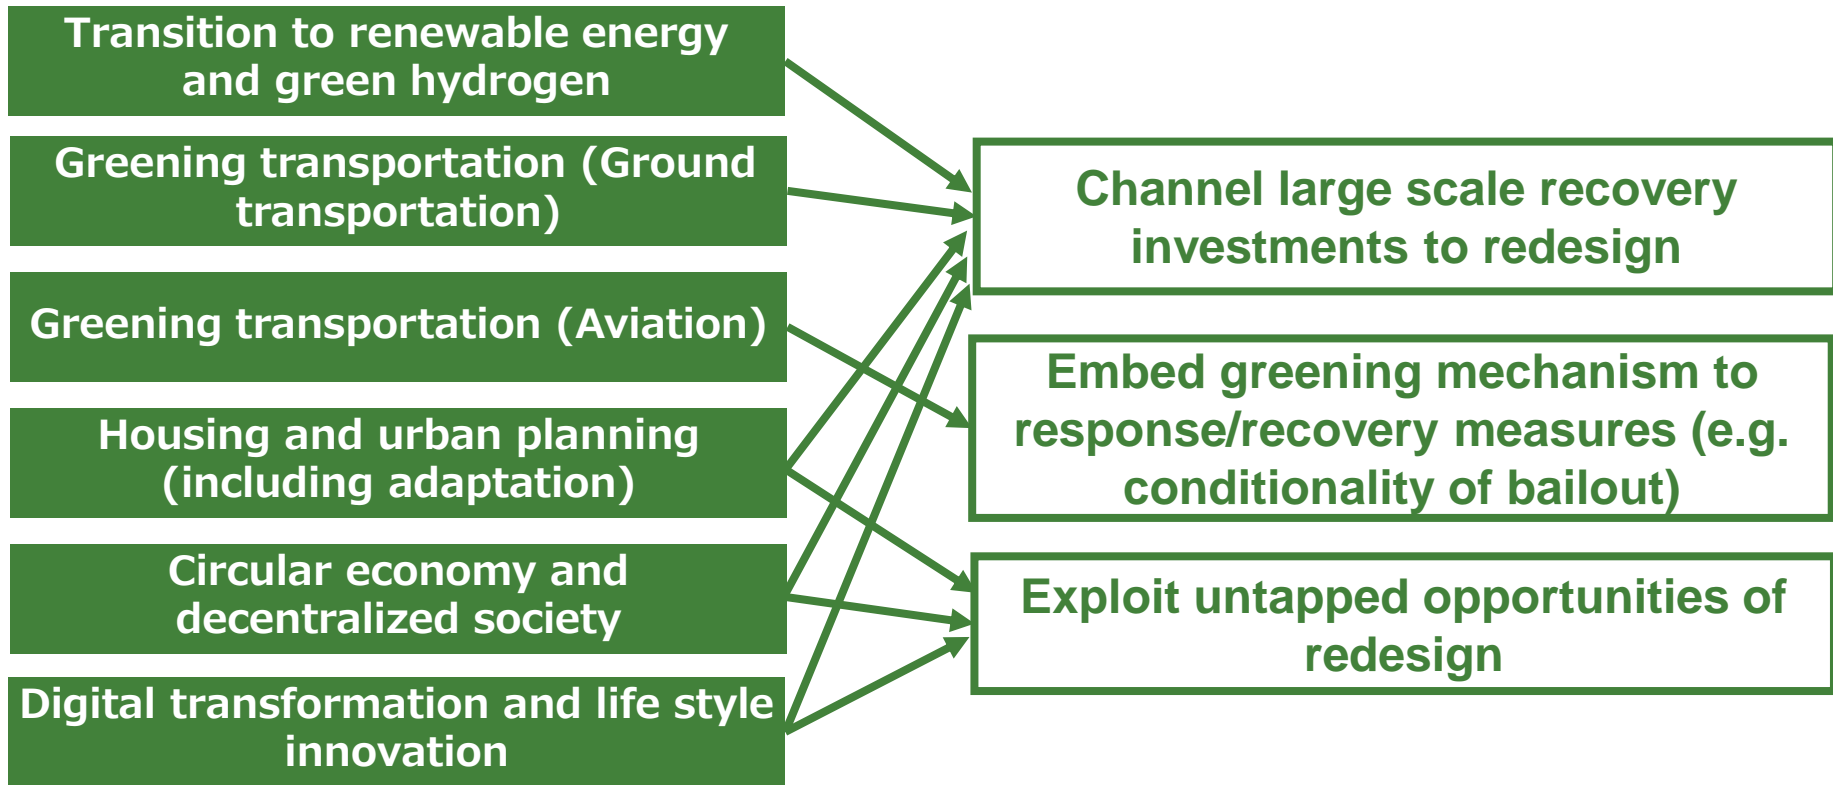 Transition to renewable energy
and green hydrogen
Greening transportation (Ground
transportation)
Greening transportation (Aviation)
Housing and urban planning
(including adaptation)
Circular economy and
decentralized society
Digital transformation and life style
innovation
Channel large scale recovery
investments to redesign
Embed greening mechanism to
response/recovery measures (e.g.
conditionality of bailout)
Exploit untapped opportunities of
redesign